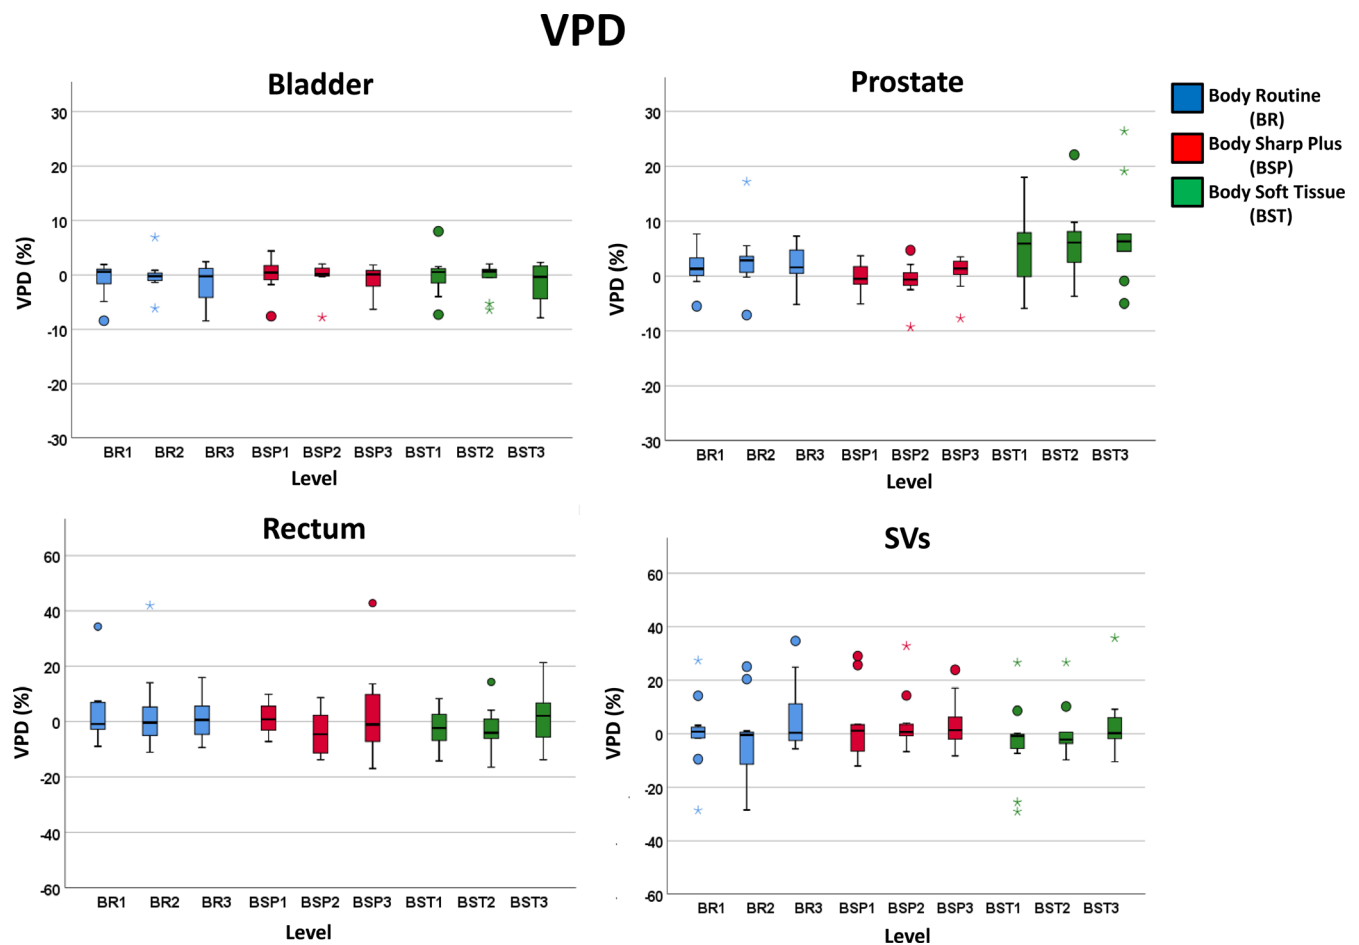 VPD
Bladder
30
20
10
0
-10
-20
-30
VPD (%)
BR1 BR2 BR3 BSP1 BSP2 BSP3 BST1 BST2 BST3
Level
Prostate
30
20
10
0
-10
-20
-30
VPD (%)
BR1 BR2 BR3 BSP1 BSP2 BSP3 BST1 BST2 BST3
Level
Body Routine
(BR)
Body Sharp Plus
(BSP)
Body Soft Tissue
(BST)
Rectum
60
40
20
0
-20
-40
-60
VPD (%)
BR1 BR2 BR3 BSP1 BSP2 BSP3 BST1 BST2 BST3
Level
SVs
60
40
20
0
-20
-40
-60
VPD (%)
BR1 BR2 BR3 BSP1 BSP2 BSP3 BST1 BST2 BST3
Level